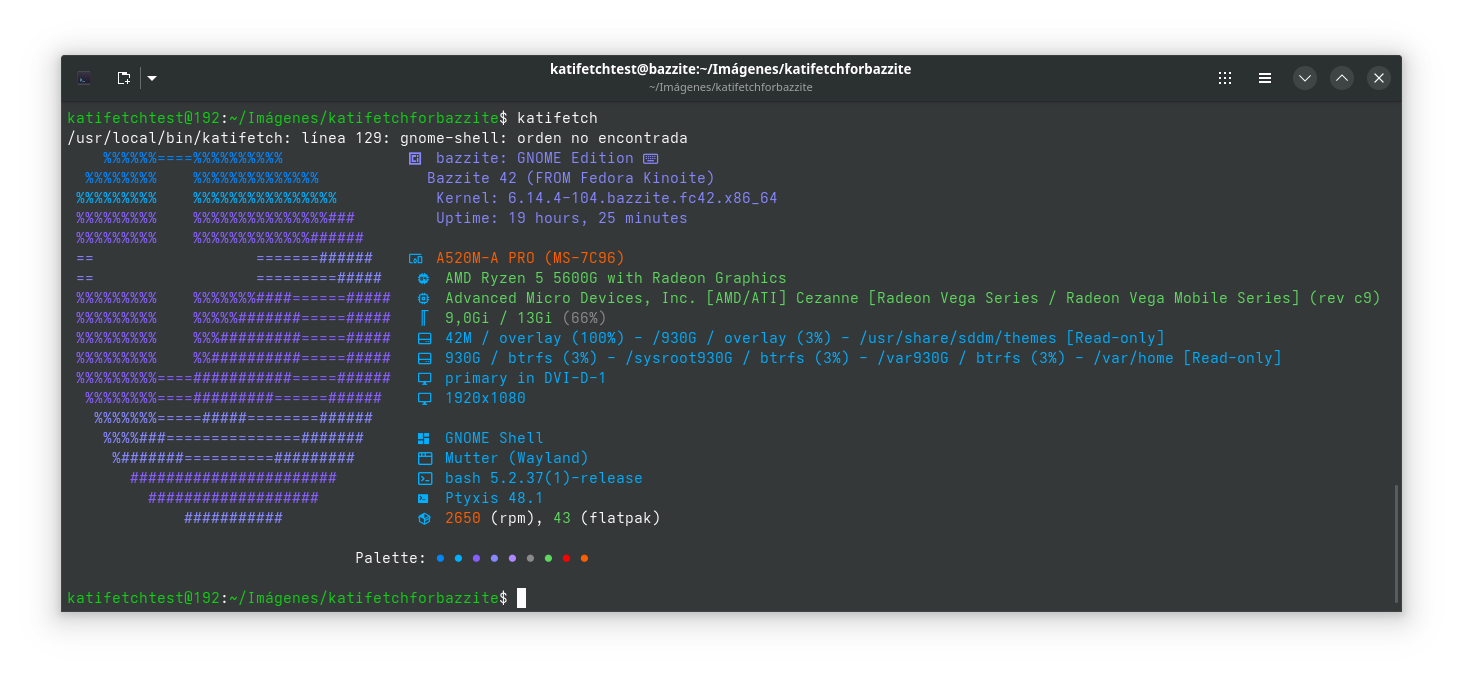 katifetchtest@bazzite:~/Imágenes/katifetchforbazzite
~/Imágenes/katifetchforbazzite
katifetchtest@192:~/Imágenes/katifetchforbazzite$ katifetch
/usr/local/bin/katifetch: línea 129: gnome-shell: orden no encontrada
%%%%%%====%%%%%%%%%% bazzite: GNOME Edition
%%%%%%%% %%%%%%%%%%%%%% Bazzite 42 (FROM Fedora Kinoite)
%%%%%%%%% %%%%%%%%%%%%%%%% Kernel: 6.14.4-104.bazzite.fc42.x86_64
%%%%%%%%% %%%%%%%%%%%%%%%### Uptime: 19 hours, 25 minutes
%%%%%%%%% %%%%%%%%%%%%%######
== =======###### A520M-A PRO (MS-7C96)
== =========##### AMD Ryzen 5 5600G with Radeon Graphics
%%%%%%%%% %%%%%%%####======##### Advanced Micro Devices, Inc. [AMD/ATI] Cezanne [Radeon Vega Series / Radeon Vega Mobile Series] (rev c9)
%%%%%%%%% %%%%%#######=====##### 9,0Gi / 13Gi (66%)
%%%%%%%%% %%%#########=====##### 42M / overlay (100%) - /930G / overlay (3%) - /usr/share/sddm/themes [Read-only]
%%%%%%%%% %%##########=====##### 930G / btrfs (3%) - /sysroot930G / btrfs (3%) - /var930G / btrfs (3%) - /var/home [Read-only]
%%%%%%%%%====###########=====###### primary in DVI-D-1
%%%%%%%%====#########======###### 1920x1080
%%%%%%%=====#####========######
%%%%###===============####### GNOME Shell
%#######==========######### Mutter (Wayland)
####################### bash 5.2.37(1)-release
################### Ptyxis 48.1
########### 2650 (rpm), 43 (flatpak)
Palette:
katifetchtest@192:~/Imágenes/katifetchforbazzite$